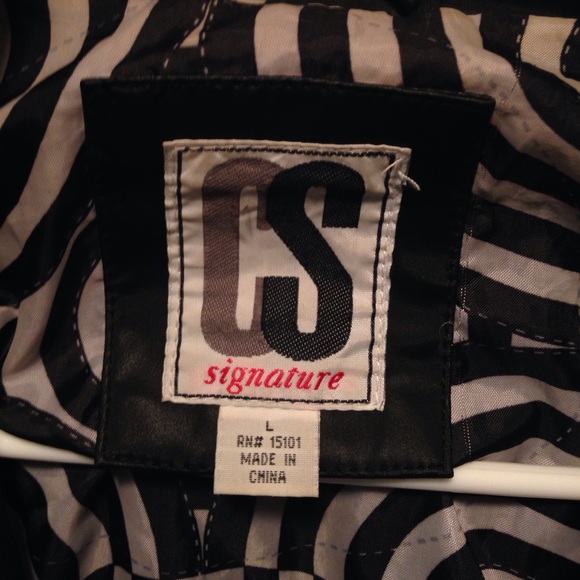 CS
signature
L
RN# 15101
MADE IN
CHINA